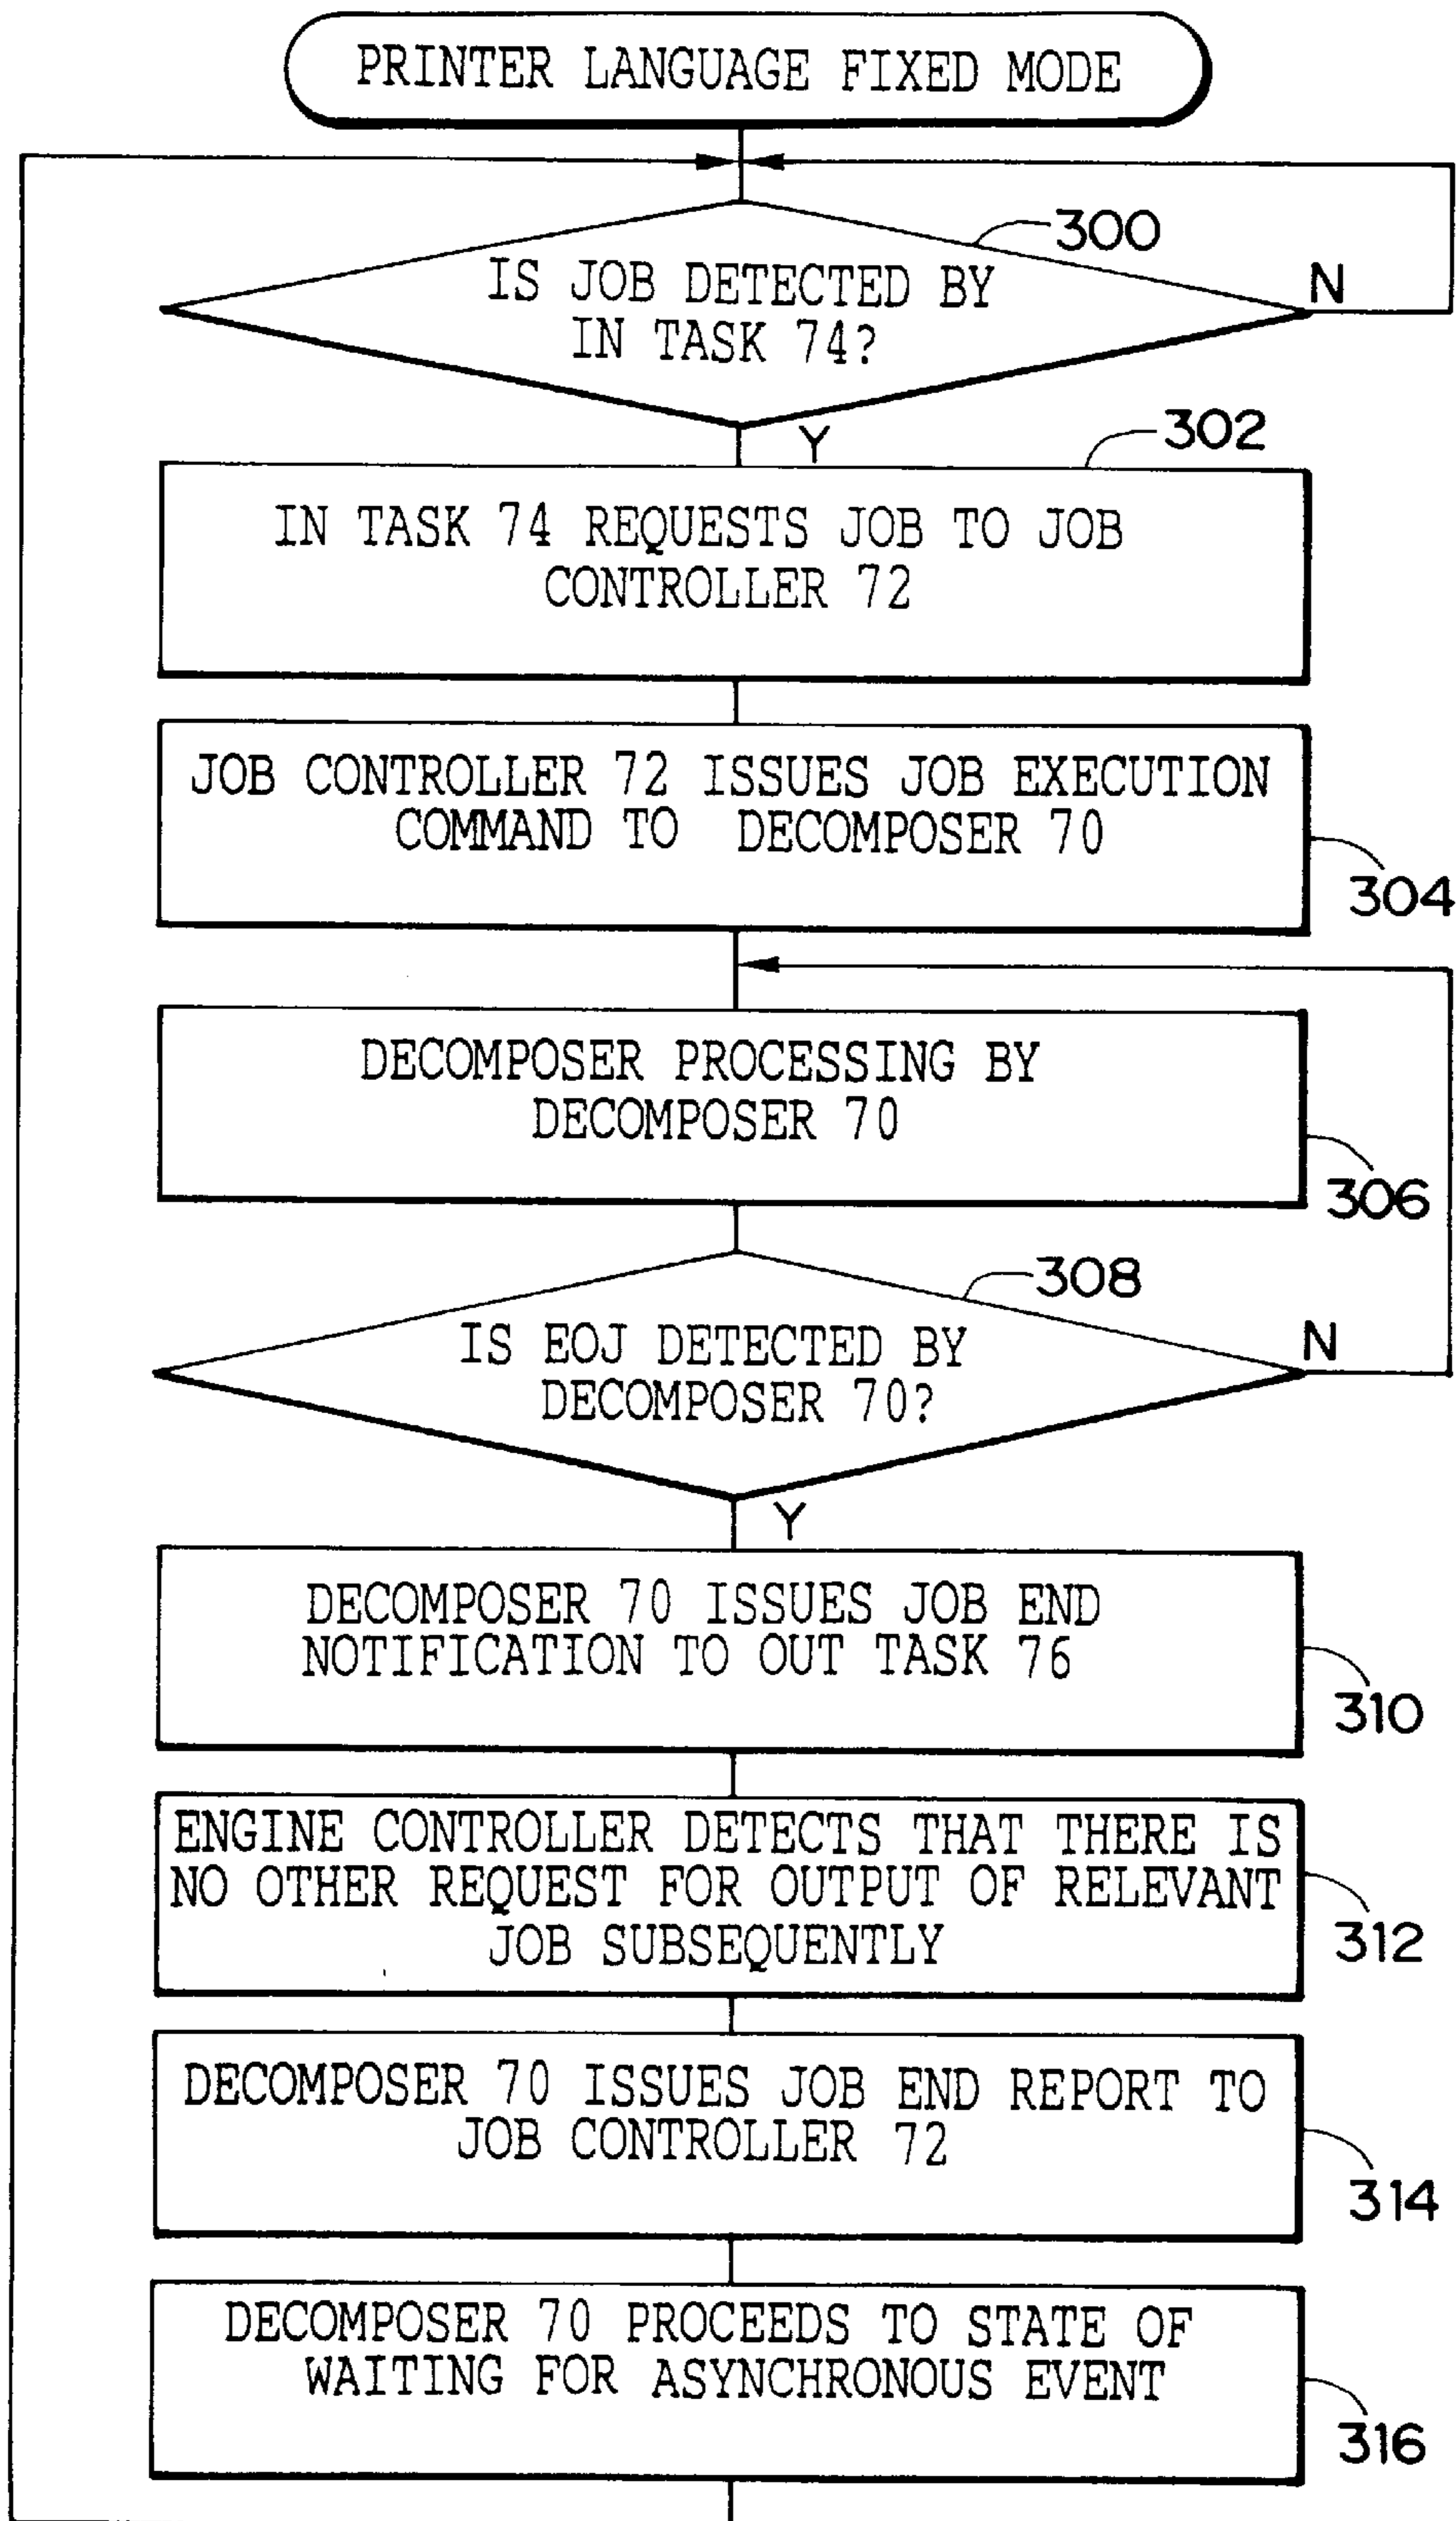 PRINTER LANGUAGE FIXED MODE
300
IS JOB DETECTED BY
IN TASK 74?
N
Y
302
IN TASK 74 REQUESTS JOB TO JOB
CONTROLLER 72
JOB CONTROLLER 72 ISSUES JOB EXECUTION
COMMAND TO DECOMPOSER 70
304
DECOMPOSER PROCESSING BY
DECOMPOSER 70
306
308
IS EOJ DETECTED BY
DECOMPOSER 70?
N
Y
DECOMPOSER 70 ISSUES JOB END
NOTIFICATION TO OUT TASK 76
310
ENGINE CONTROLLER DETECTS THAT THERE IS
NO OTHER REQUEST FOR OUTPUT OF RELEVANT
JOB SUBSEQUENTLY
312
DECOMPOSER 70 ISSUES JOB END REPORT TO
JOB CONTROLLER 72
314
DECOMPOSER 70 PROCEEDS TO STATE OF
WAITING FOR ASYNCHRONOUS EVENT
316